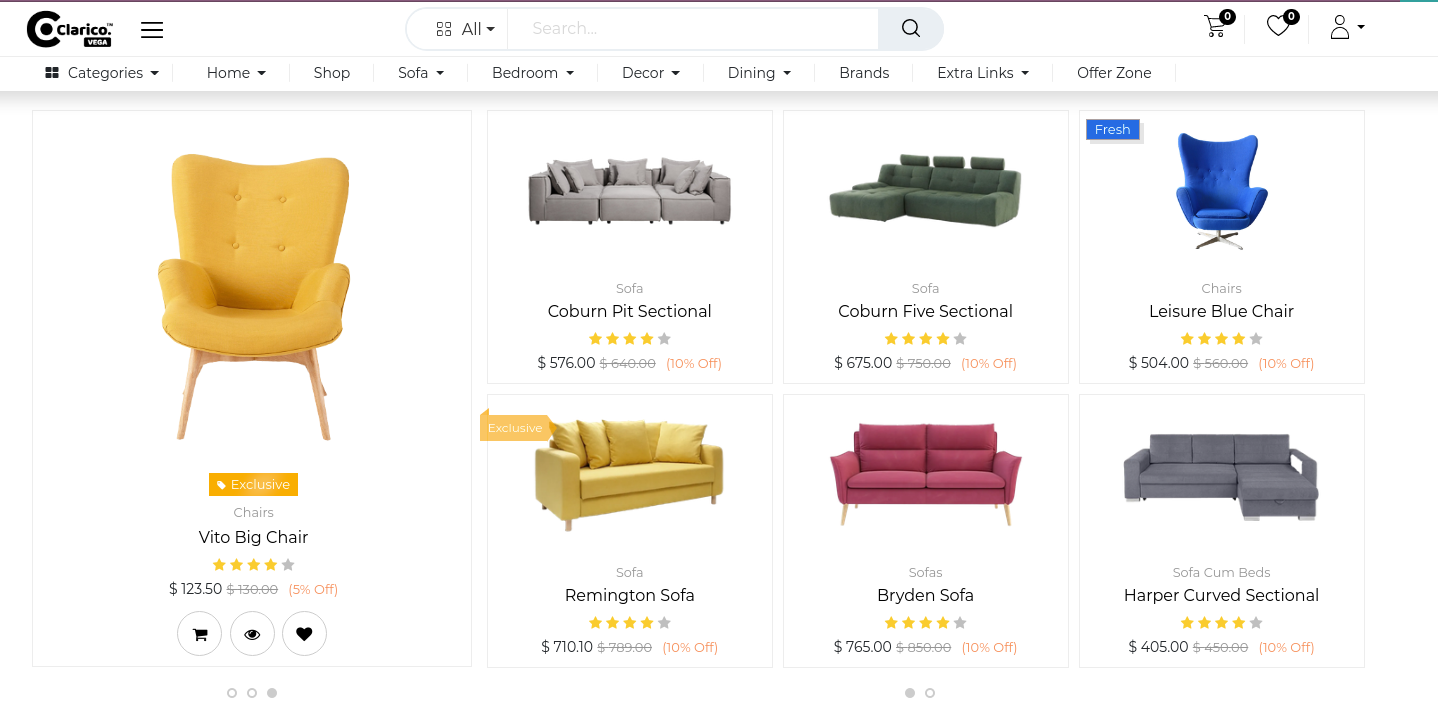 Clarico.™
VEGA
All
Search...
0
0
Categories
Home
Shop
Sofa
Bedroom
Decor
Dining
Brands
Extra Links
Offer Zone
Exclusive
Chairs
Vito Big Chair
$ 123.50 $ 130.00 (5% Off)
Sofa
Coburn Pit Sectional
$ 576.00 $ 640.00 (10% Off)
Sofa
Coburn Five Sectional
$ 675.00 $ 750.00 (10% Off)
Fresh
Chairs
Leisure Blue Chair
$ 504.00 $ 560.00 (10% Off)
Exclusive
Sofa
Remington Sofa
$ 710.10 $ 789.00 (10% Off)
Sofas
Bryden Sofa
$ 765.00 $ 850.00 (10% Off)
Sofa Cum Beds
Harper Curved Sectional
$ 405.00 $ 450.00 (10% Off)